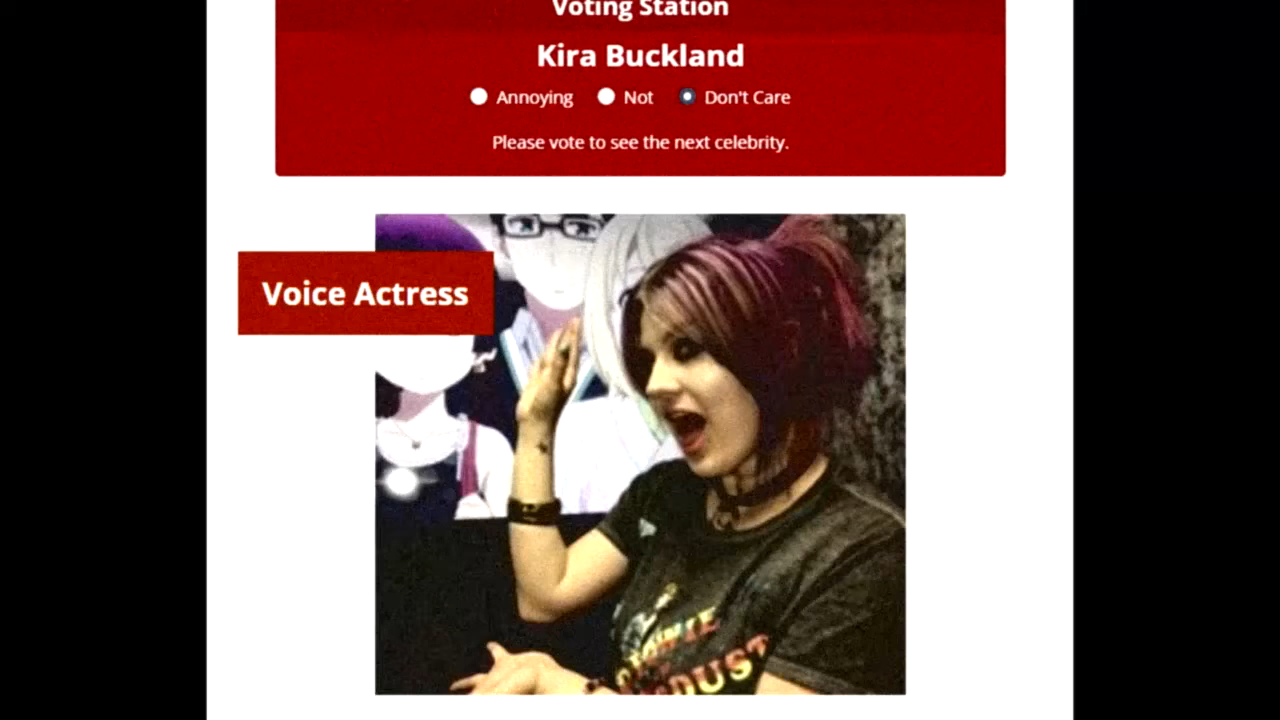 Voting Station
Kira Buckland
Annoying Not Don't Care
Please vote to see the next celebrity.
Voice Actress